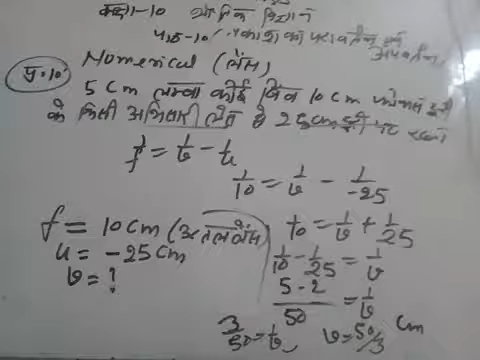 कक्षा-10
पाठ-10 / प्रकाश का परावर्तन एवं अपवर्तन
Numerical (लेंस)
प्र.10 5 cm लम्बा कोई बिंब 10 cm फोकस दूरी
के किसी अभिसारी लेंस से 25 cm दूरी पर रखा
1/f = 1/v - 1/u
1/10 = 1/v - 1/-25
f = 10 cm (उत्तल लेंस)
u = -25 cm
v = ?
1/10 = 1/v + 1/25
1/10 - 1/25 = 1/v
5 - 2/50 = 1/v
3/50 = 1/v, v = 50/3 cm